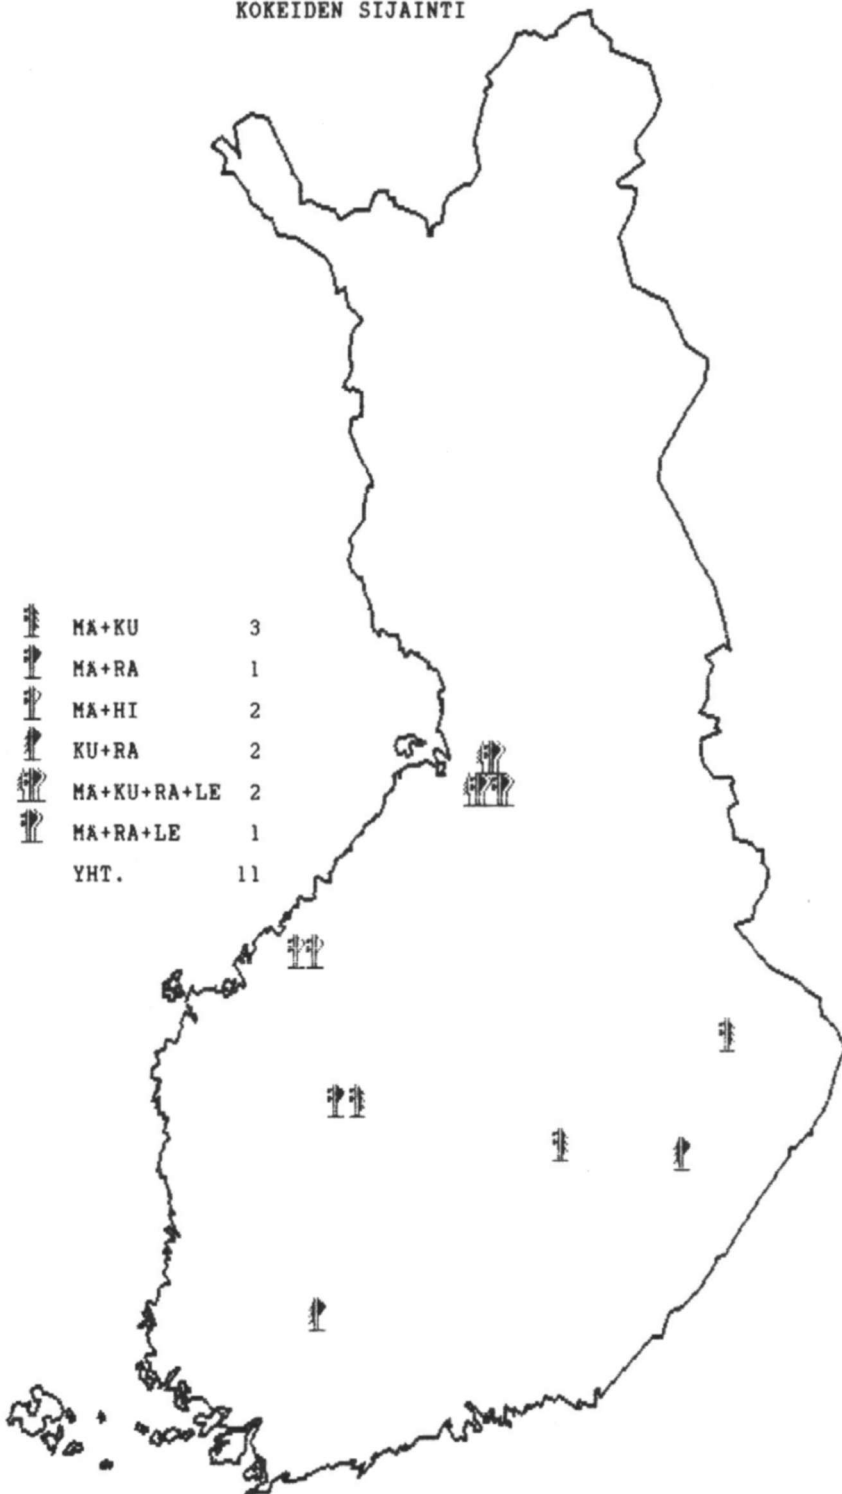 KOKEIDEN SIJAINTI
MÄ+KU 3
MÄ+RA 1
MÄ+HI 2
KU+RA 2
MÄ+KU+RA+LE 2
MÄ+RA+LE 1
YHT. 11